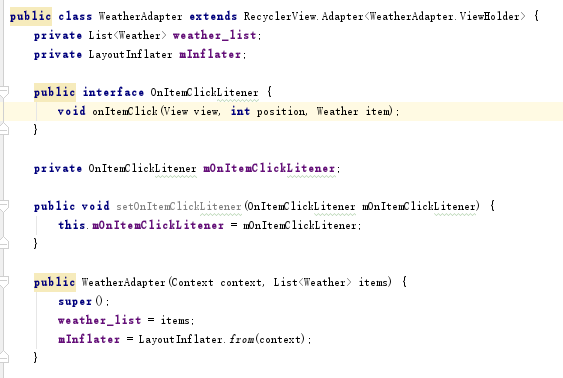 public class WeatherAdapter extends RecyclerView.Adapter<WeatherAdapter.ViewHolder> {
private List<Weather> weather_list;
private LayoutInflater mInflater;
public interface OnItemClickLitener {
void onItemClick(View view, int position, Weather item);
}
private OnItemClickLitener mOnItemClickLitener;
public void setOnItemClickLitener(OnItemClickLitener mOnItemClickLitener) {
this.mOnItemClickLitener = mOnItemClickLitener;
}
public WeatherAdapter(Context context, List<Weather> items) {
super();
weather_list = items;
mInflater = LayoutInflater.from(context);
}